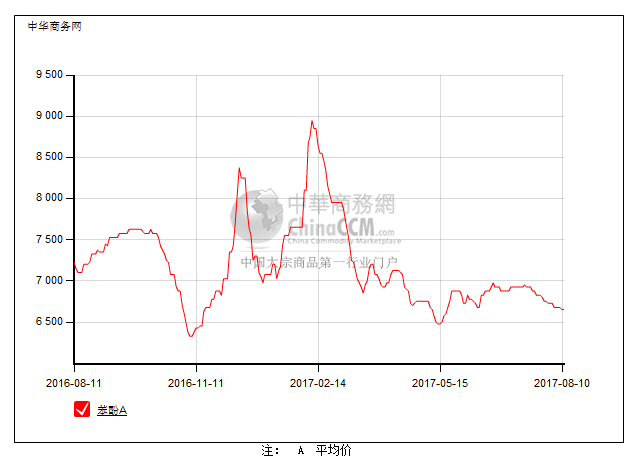 中华商务网
9 500
9 000
8 500
8 000
7 500
7 000
6 500
中華商務網
ChinaCCM.com
China Commodity Marketplace
中国大宗商品第一行业门户
2016-08-11
2016-11-11
2017-02-14
2017-05-15
2017-08-10
苯酚A
注： A 平均价